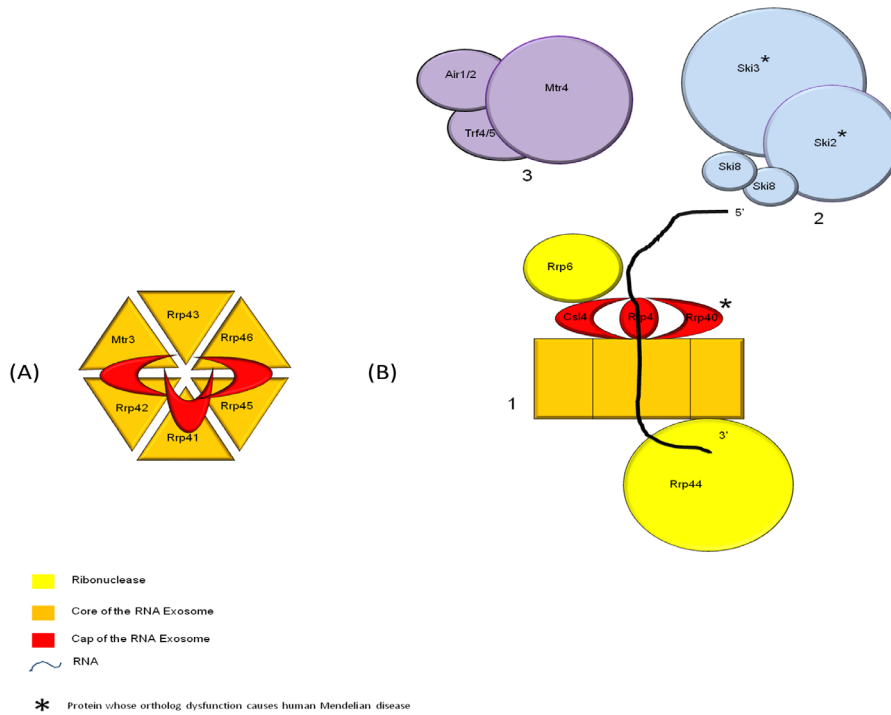 Air1/2
Trf4/5
Mtr4
3
Ski3*
Ski2*
Ski8
Ski8
2
5'
Rrp6
Csl4
Rrp4
Rrp40
*
(A)
Rrp43
Mtr3
Rrp46
Rrp42
Rrp45
Rrp41
(B)
1
3'
Rrp44
Ribonuclease
Core of the RNA Exosome
Cap of the RNA Exosome
RNA
* Protein whose ortholog dysfunction causes human Mendelian disease